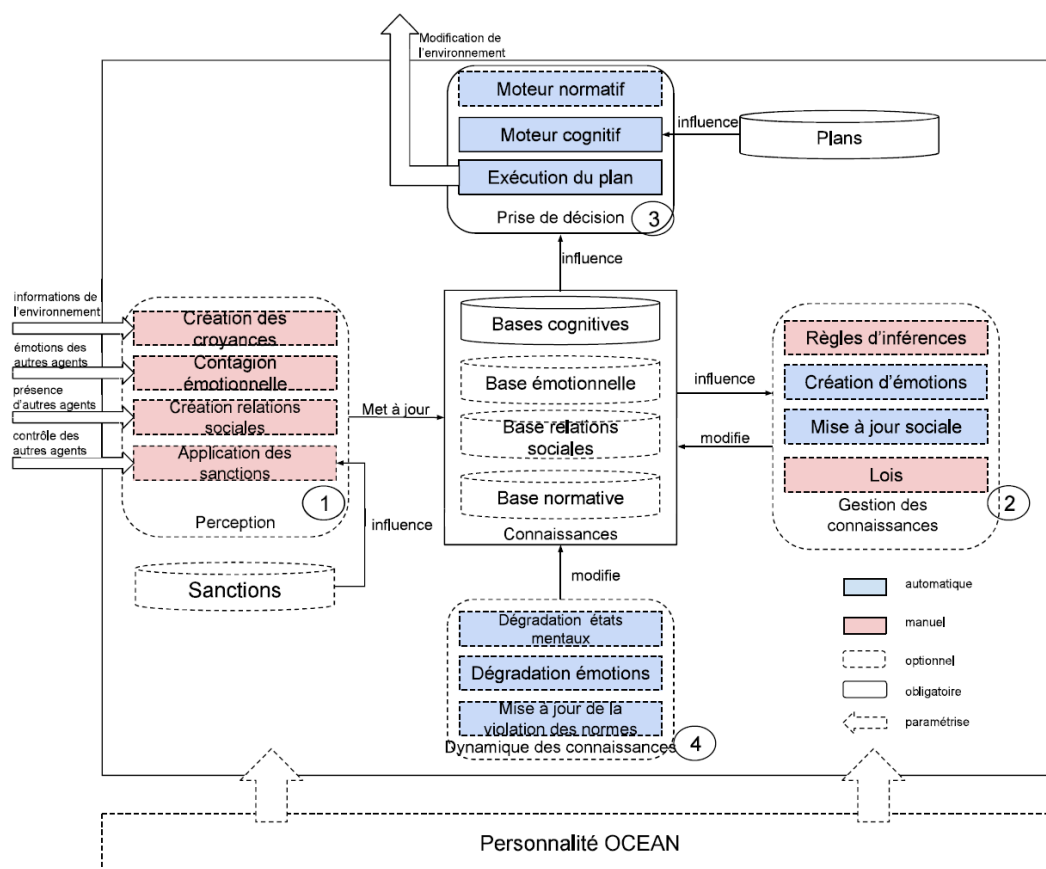 Modification de
l'environnement
Moteur normatif
Moteur cognitif
Exécution du plan
Prise de décision
3
influence
Plans
influence
informations de
l'environnement
émotions des
autres agents
présence
d'autres agents
contrôle des
autres agents
Création des
croyances
Contagion
émotionnelle
Création relations
sociales
Application des
sanctions
Perception
1
Met à jour
influence
Sanctions
Bases cognitives
Base émotionnelle
Base relations
sociales
Base normative
Connaissances
influence
modifie
Règles d'inférences
Création d'émotions
Mise à jour sociale
Lois
Gestion des
connaissances
2
modifie
Dégradation états
mentaux
Dégradation émotions
Mise à jour de la
violation des normes
Dynamique des connaissances
4
automatique
manuel
optionnel
obligatoire
paramétrise
Personnalité OCEAN